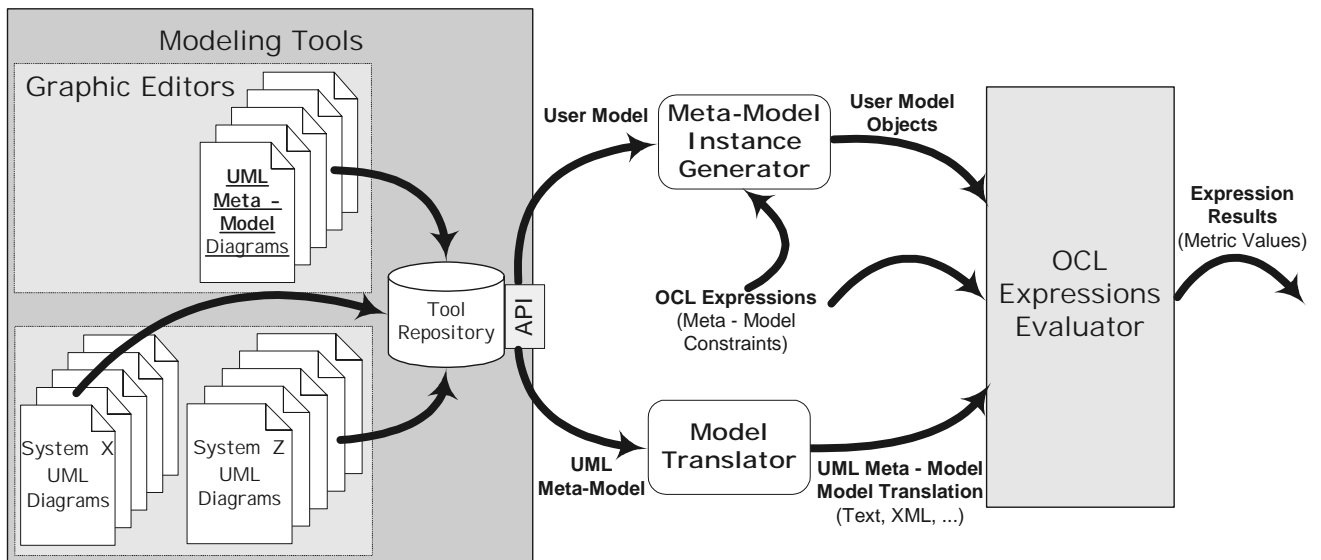 Modeling Tools
Graphic Editors
UML
Meta -
Model
Diagrams
System X
UML
Diagrams
System Z
UML
Diagrams
Tool
Repository
API
User Model
Meta-Model
Instance
Generator
User Model
Objects
OCL Expressions
(Meta - Model
Constraints)
UML
Meta-Model
Model
Translator
UML Meta - Model
Model Translation
(Text, XML, ...)
OCL
Expressions
Evaluator
Expression
Results
(Metric Values)